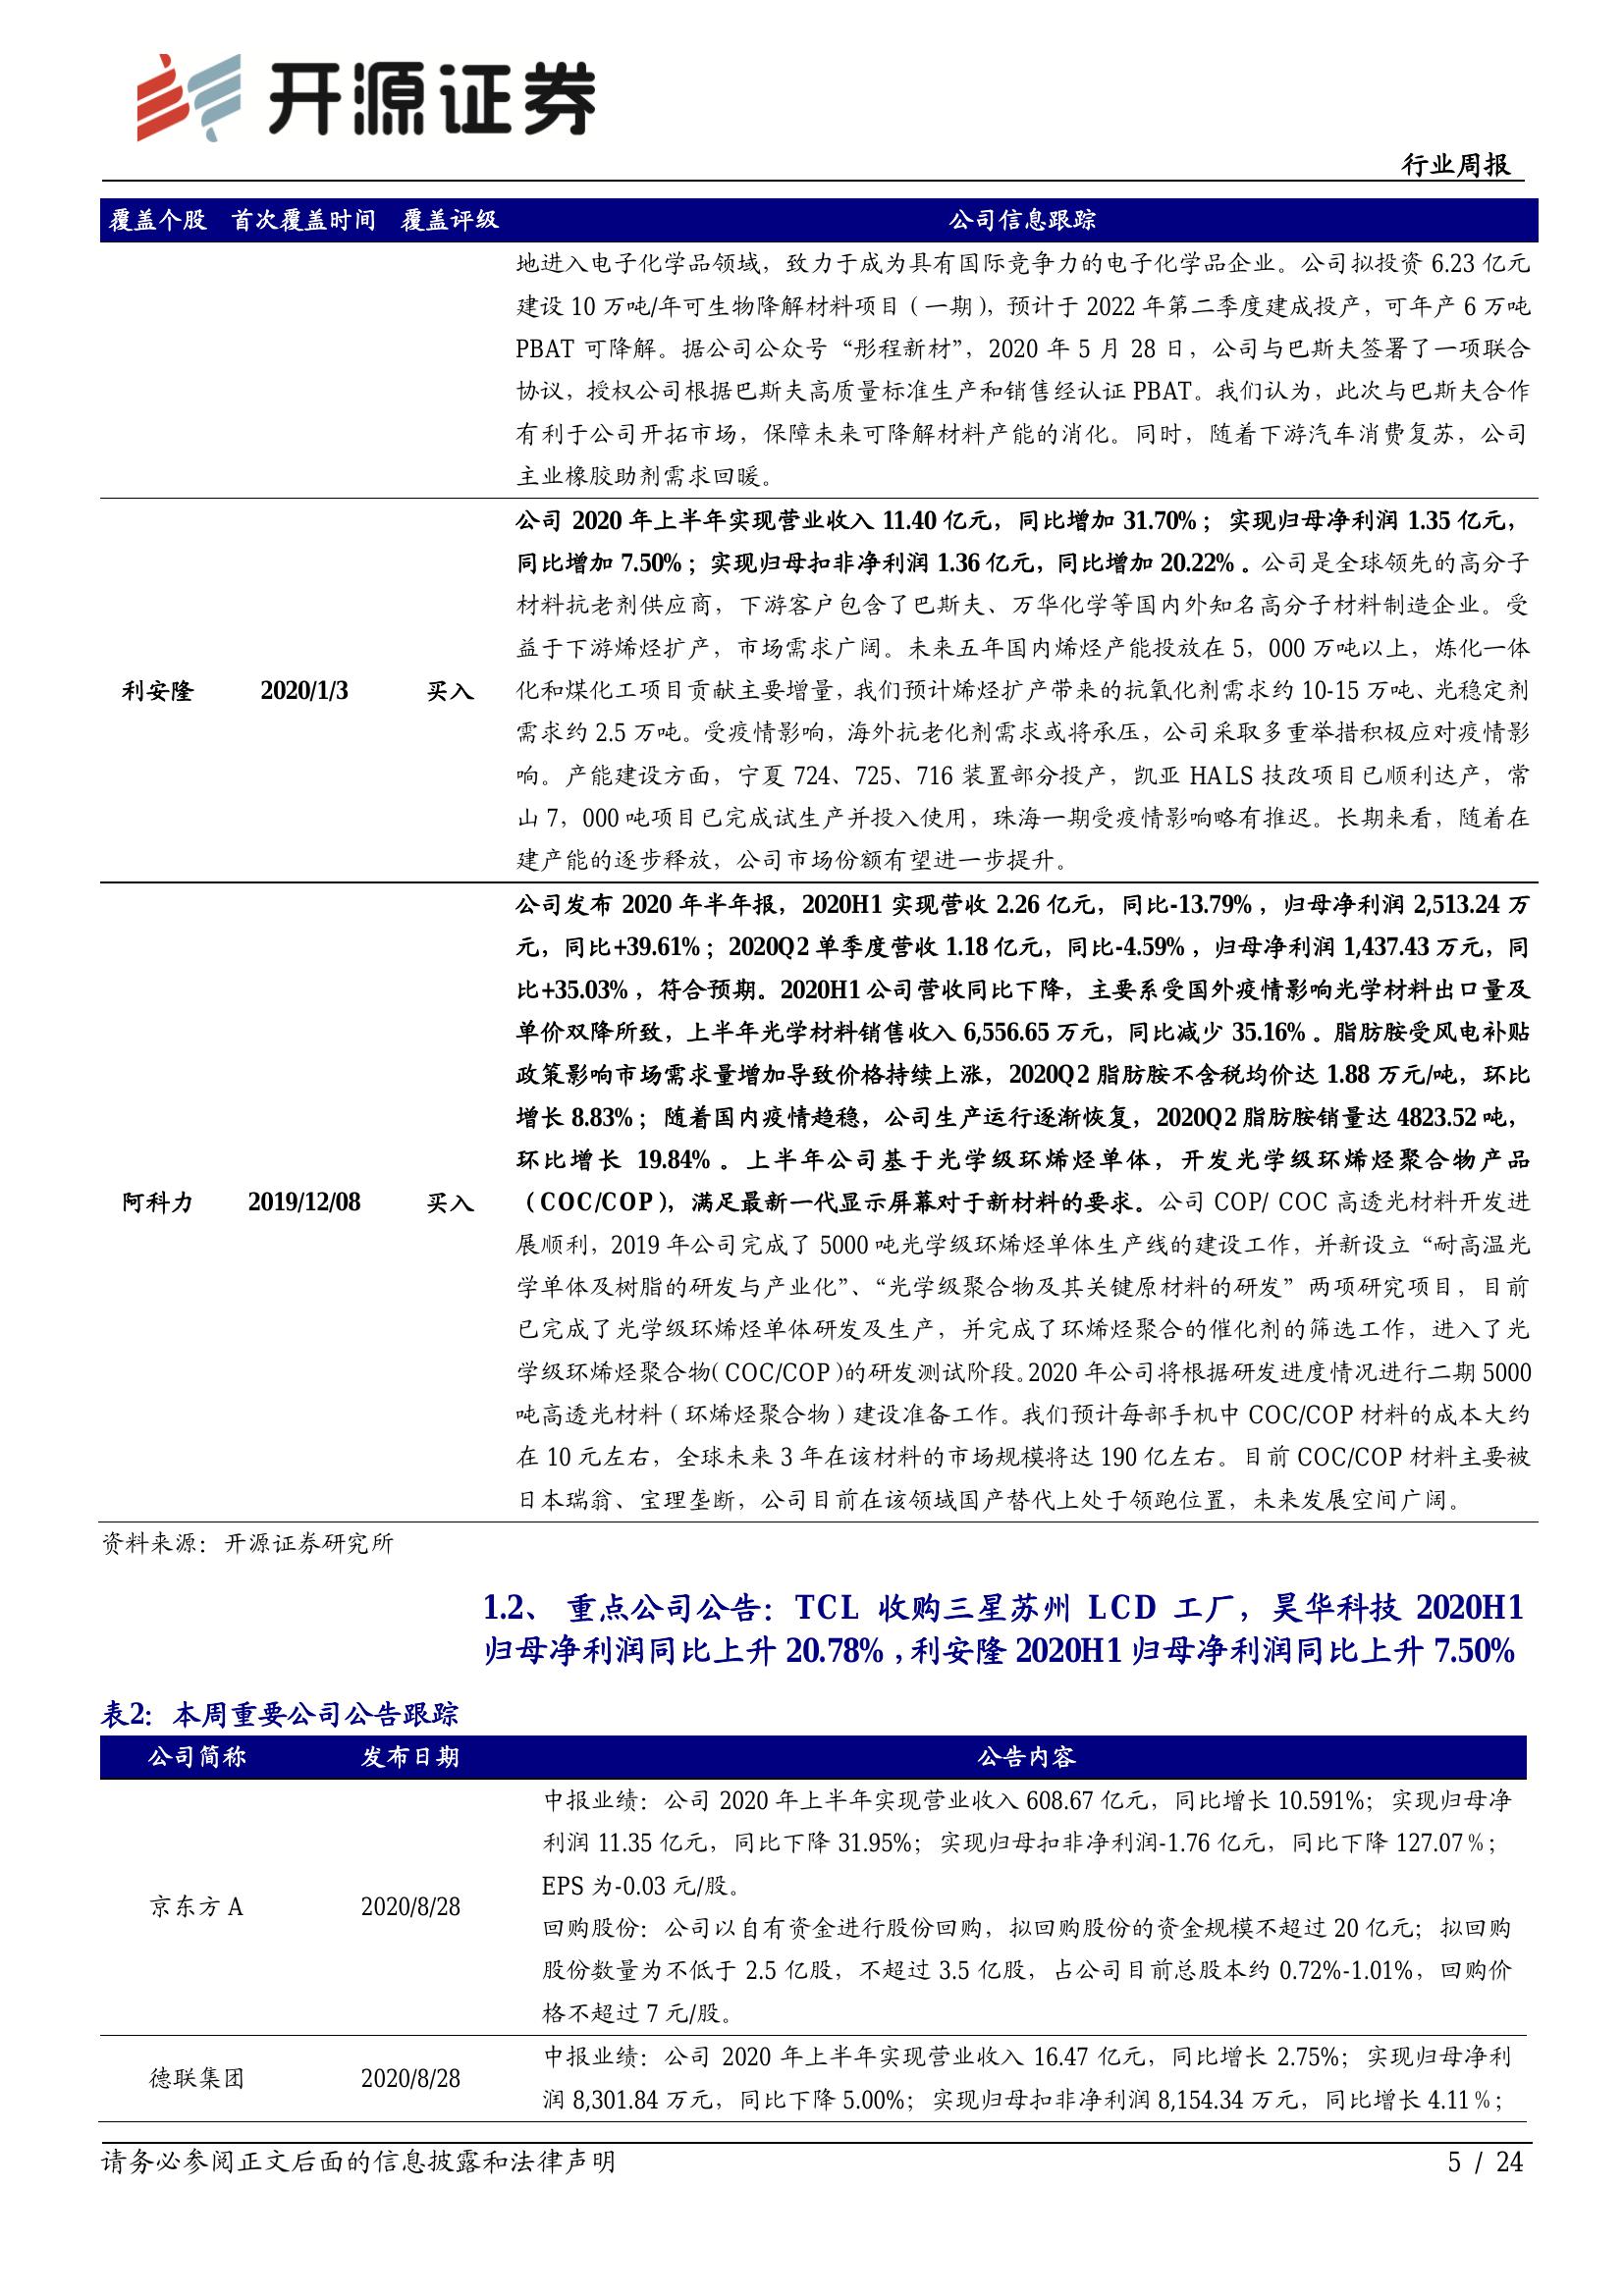 开源证券
行业周报
覆盖个股 首次覆盖时间 覆盖评级 公司信息跟踪
地进入电子化学品领域，致力于成为具有国际竞争力的电子化学品企业。公司拟投资 6.23 亿元
建设 10 万吨/年可生物降解材料项目（一期），预计于 2022 年第二季度建成投产，可年产 6 万吨
PBAT 可降解。据公司公众号“彤程新材”，2020 年 5 月 28 日，公司与巴斯夫签署了一项联合
协议，授权公司根据巴斯夫高质量标准生产和销售经认证 PBAT。我们认为，此次与巴斯夫合作
有利于公司开拓市场，保障未来可降解材料产能的消化。同时，随着下游汽车消费复苏，公司
主业橡胶助剂需求回暖。
利安隆 2020/1/3 买入
公司 2020 年上半年实现营业收入 11.40 亿元，同比增加 31.70%；实现归母净利润 1.35 亿元，
同比增加 7.50%；实现归母扣非净利润 1.36 亿元，同比增加 20.22%。公司是全球领先的高分子
材料抗老剂供应商，下游客户包含了巴斯夫、万华化学等国内外知名高分子材料制造企业。受
益于下游烯烃扩产，市场需求广阔。未来五年国内烯烃产能投放在 5，000 万吨以上，炼化一体
化和煤化工项目贡献主要增量，我们预计烯烃扩产带来的抗氧化剂需求约 10-15 万吨、光稳定剂
需求约 2.5 万吨。受疫情影响，海外抗老化剂需求或将承压，公司采取多重举措积极应对疫情影
响。产能建设方面，宁夏 724、725、716 装置部分投产，凯亚 HALS 技改项目已顺利达产，常
山 7，000 吨项目已完成试生产并投入使用，珠海一期受疫情影响略有推迟。长期来看，随着在
建产能的逐步释放，公司市场份额有望进一步提升。
阿科力 2019/12/08 买入
公司发布 2020 年半年报，2020H1 实现营收 2.26 亿元，同比-13.79%，归母净利润 2,513.24 万
元，同比+39.61%；2020Q2 单季度营收 1.18 亿元，同比-4.59%，归母净利润 1,437.43 万元，同
比+35.03%，符合预期。2020H1 公司营收同比下降，主要系受国外疫情影响光学材料出口量及
单价双降所致，上半年光学材料销售收入 6,556.65 万元，同比减少 35.16%。脂肪胺受风电补贴
政策影响市场需求量增加导致价格持续上涨，2020Q2 脂肪胺不含税均价达 1.88 万元/吨，环比
增长 8.83%；随着国内疫情趋稳，公司生产运行逐渐恢复，2020Q2 脂肪胺销量达 4823.52 吨，
环比增长 19.84%。上半年公司基于光学级环烯烃单体，开发光学级环烯烃聚合物产品
（COC/COP），满足最新一代显示屏幕对于新材料的要求。公司 COP/ COC 高透光材料开发进
展顺利，2019 年公司完成了 5000 吨光学级环烯烃单体生产线的建设工作，并新设立“耐高温光
学单体及树脂的研发与产业化”、“光学级聚合物及其关键原材料的研发”两项研究项目，目前
已完成了光学级环烯烃单体研发及生产，并完成了环烯烃聚合的催化剂的筛选工作，进入了光
学级环烯烃聚合物（COC/COP）的研发测试阶段。2020 年公司将根据研发进度情况进行二期 5000
吨高透光材料（环烯烃聚合物）建设准备工作。我们预计每部手机中 COC/COP 材料的成本大约
在 10 元左右，全球未来 3 年在该材料的市场规模将达 190 亿左右。目前 COC/COP 材料主要被
日本瑞翁、宝理垄断，公司目前在该领域国产替代上处于领跑位置，未来发展空间广阔。
资料来源：开源证券研究所
1.2、 重点公司公告：TCL 收购三星苏州 LCD 工厂，昊华科技 2020H1
归母净利润同比上升 20.78%，利安隆 2020H1 归母净利润同比上升 7.50%
表2：本周重要公司公告跟踪
公司简称 发布日期 公告内容
京东方 A 2020/8/28
中报业绩：公司 2020 年上半年实现营业收入 608.67 亿元，同比增长 10.591%；实现归母净
利润 11.35 亿元，同比下降 31.95%；实现归母扣非净利润-1.76 亿元，同比下降 127.07％；
EPS 为-0.03 元/股。
回购股份：公司以自有资金进行股份回购，拟回购股份的资金规模不超过 20 亿元；拟回购
股份数量为不低于 2.5 亿股，不超过 3.5 亿股，占公司目前总股本约 0.72%-1.01%，回购价
格不超过 7 元/股。
德联集团 2020/8/28
中报业绩：公司 2020 年上半年实现营业收入 16.47 亿元，同比增长 2.75%；实现归母净利
润 8,301.84 万元，同比下降 5.00%；实现归母扣非净利润 8,154.34 万元，同比增长 4.11％；
请务必参阅正文后面的信息披露和法律声明 5 / 24